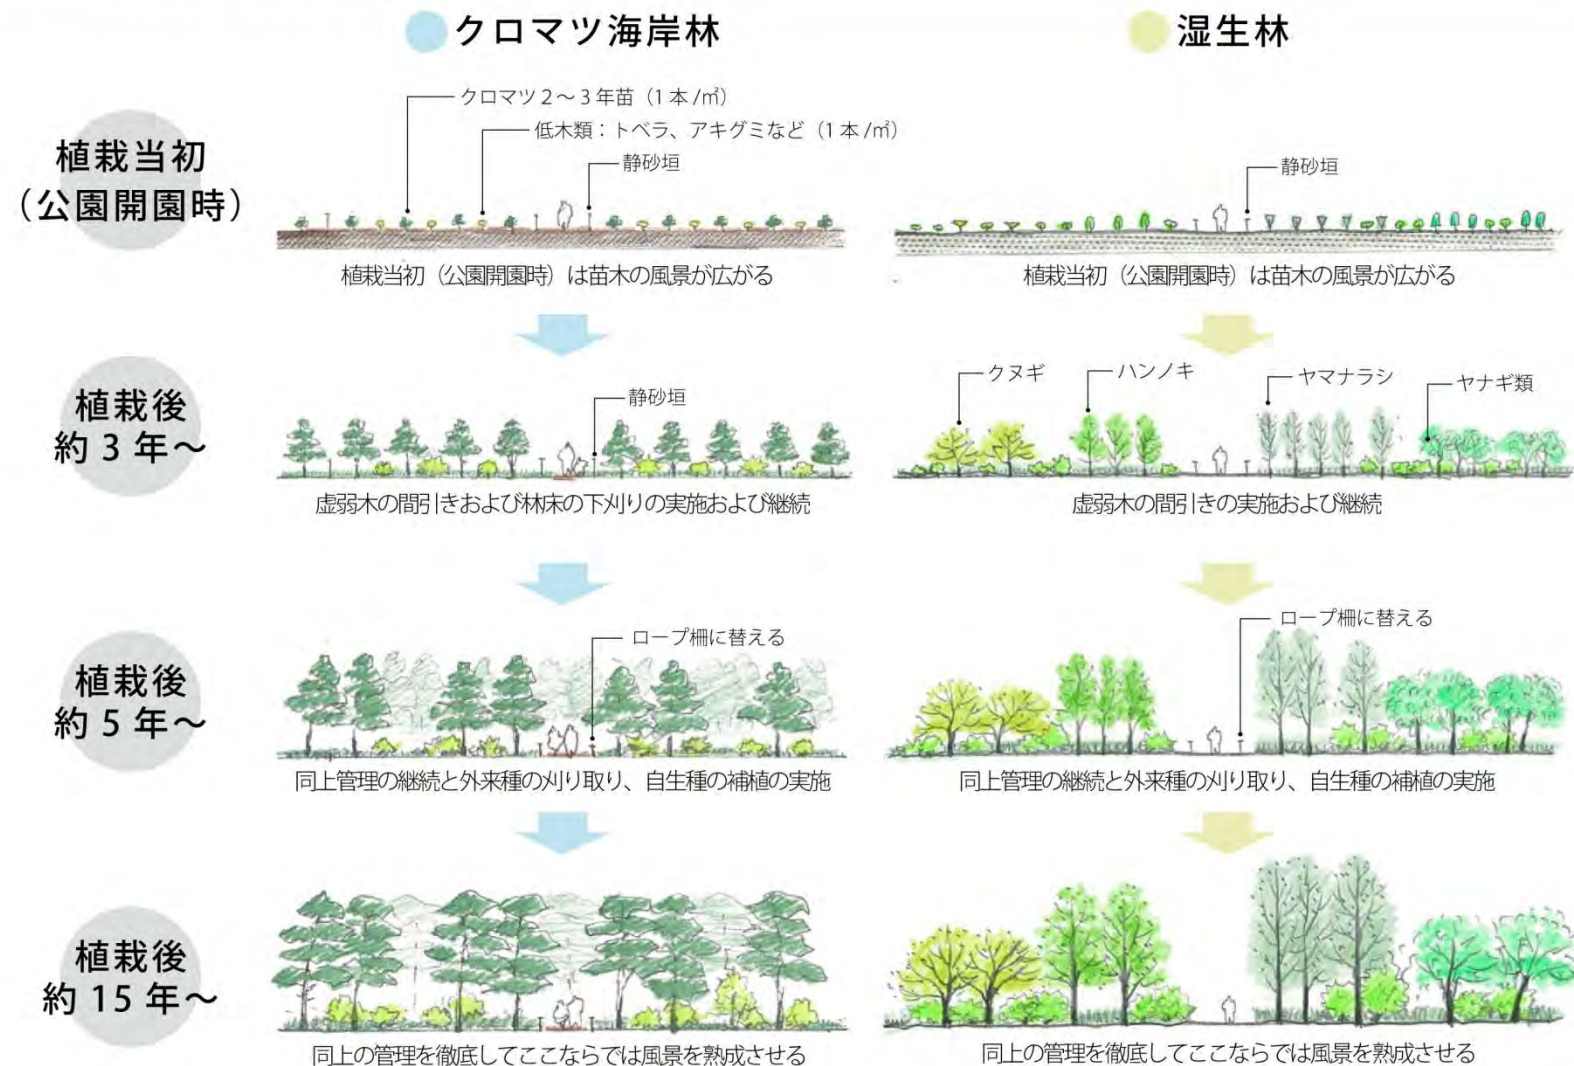 クロマツ海岸林
湿生林
植栽当初
（公園開園時）
クロマツ 2～3 年苗（1 本 /㎡）
低木類：トベラ、アキグミなど（1 本 /㎡）
静砂垣
静砂垣
植栽当初（公園開園時）は苗木の風景が広がる
植栽当初（公園開園時）は苗木の風景が広がる
植栽後
約 3 年～
静砂垣
クヌギ
ハンノキ
ヤマナラシ
ヤナギ類
虚弱木の間引きおよび林床の下刈りの実施および継続
虚弱木の間引きの実施および継続
植栽後
約 5 年～
ロープ柵に替える
ロープ柵に替える
同上管理の継続と外来種の刈り取り、自生種の補植の実施
同上管理の継続と外来種の刈り取り、自生種の補植の実施
植栽後
約 15 年～
同上の管理を徹底してここならでは風景を熟成させる
同上の管理を徹底してここならでは風景を熟成させる